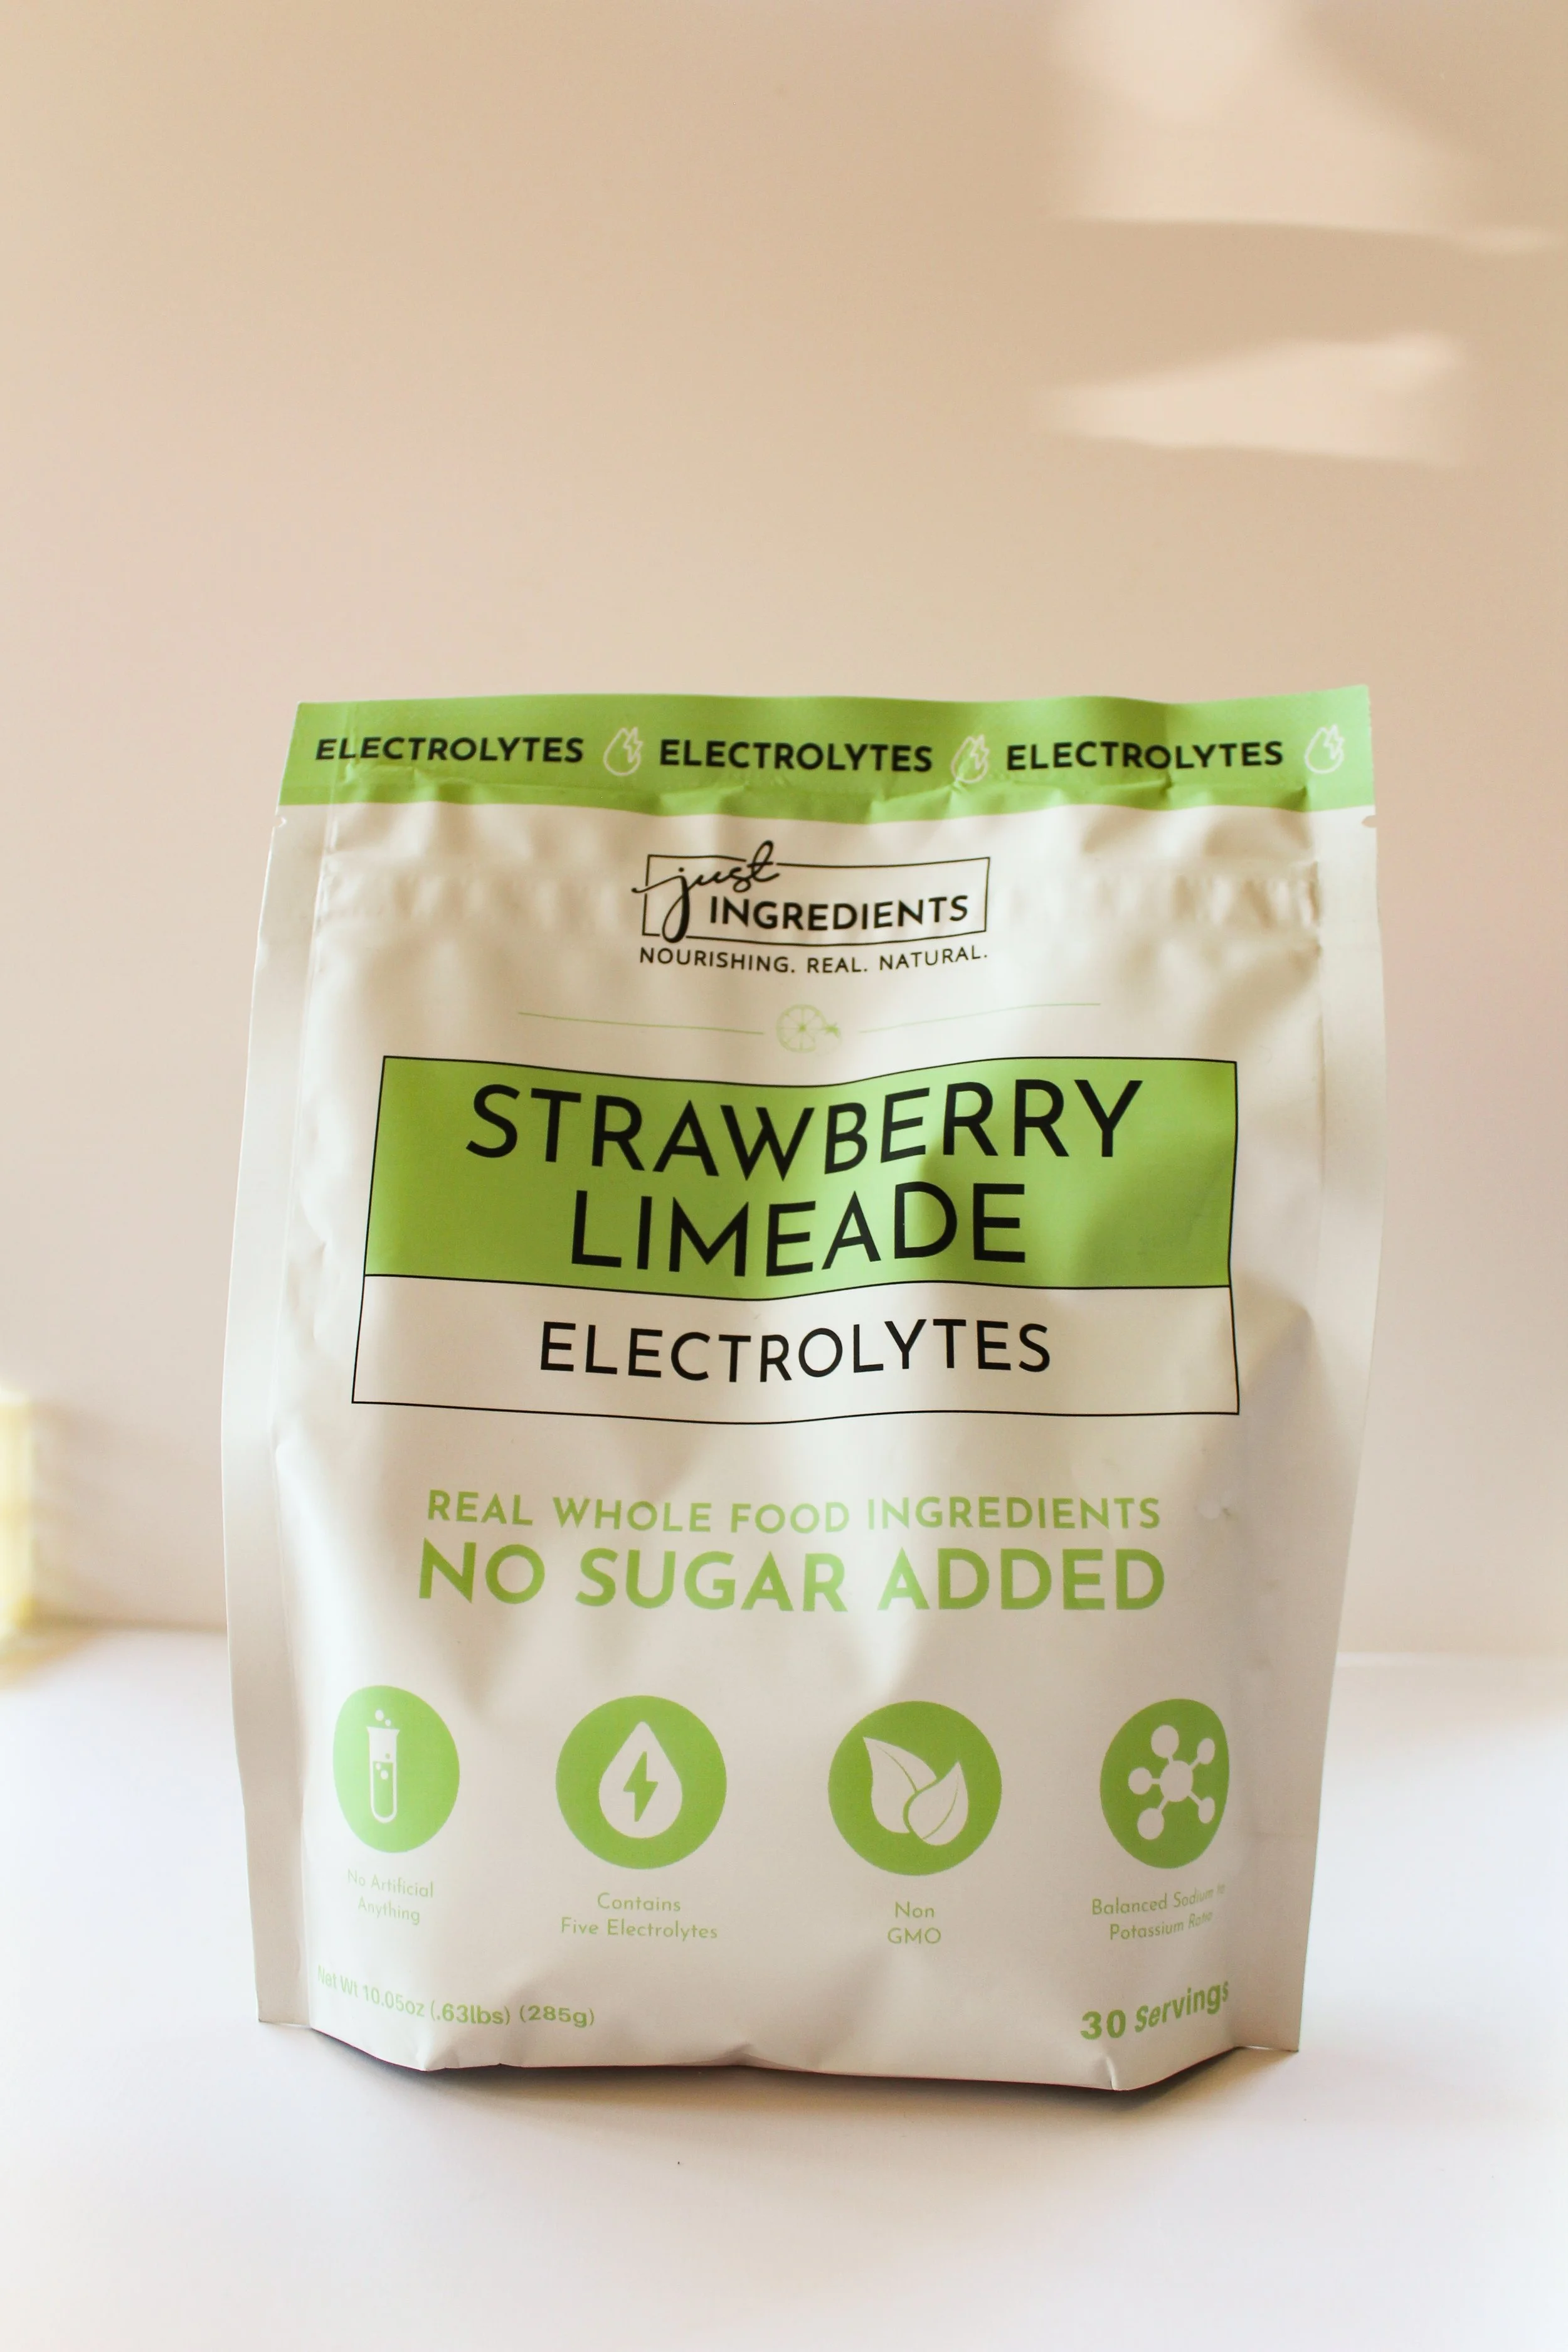 ELECTROLYTES ELECTROLYTES ELECTROLYTES
just
INGREDIENTS
NOURISHING. REAL. NATURAL.
STRAWBERRY
LIMEADE
ELECTROLYTES
REAL WHOLE FOOD INGREDIENTS
NO SUGAR ADDED
No Artificial
Anything
Contains
Five Electrolytes
Non
GMO
Balanced Sodium to
Potassium Ratio
Net Wt 10.05oz (.63lbs) (285g)
30 Servings